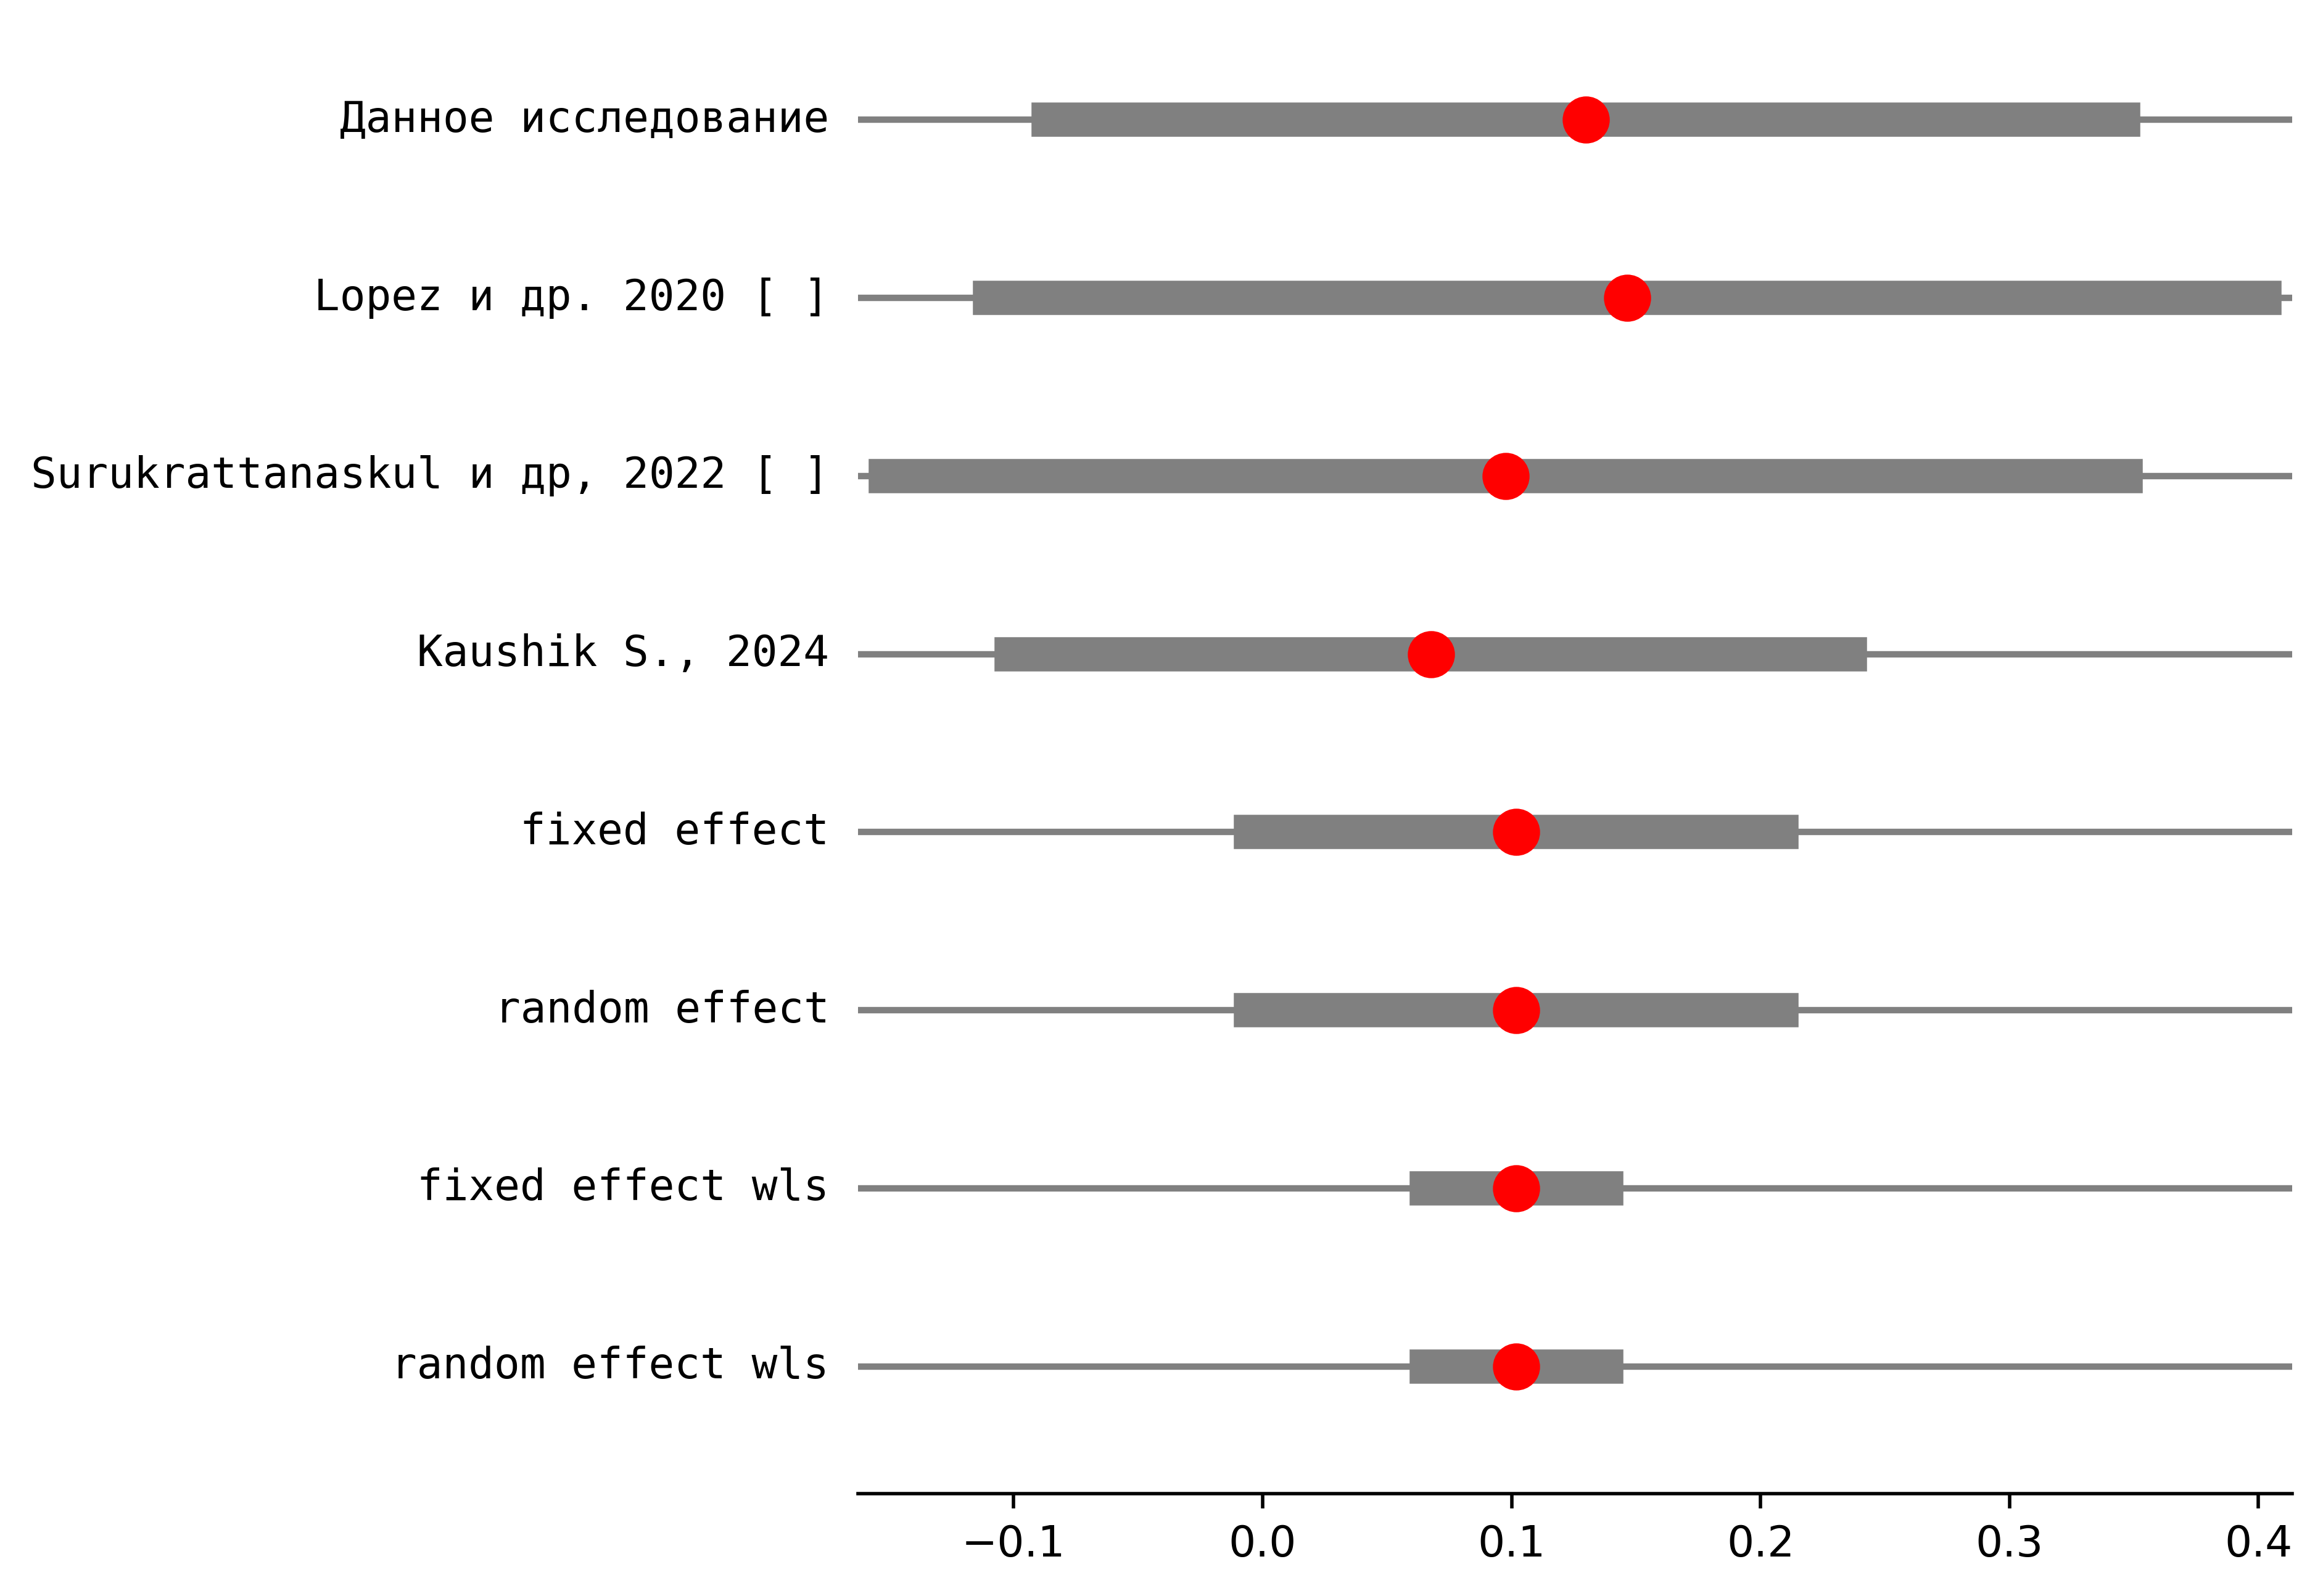 Данное исследование
Lopez и др. 2020 [ ]
Surukrattanaskul и др, 2022 [ ]
Kaushik S., 2024
fixed effect
random effect
fixed effect wls
random effect wls
−0.1 0.0 0.1 0.2 0.3 0.4